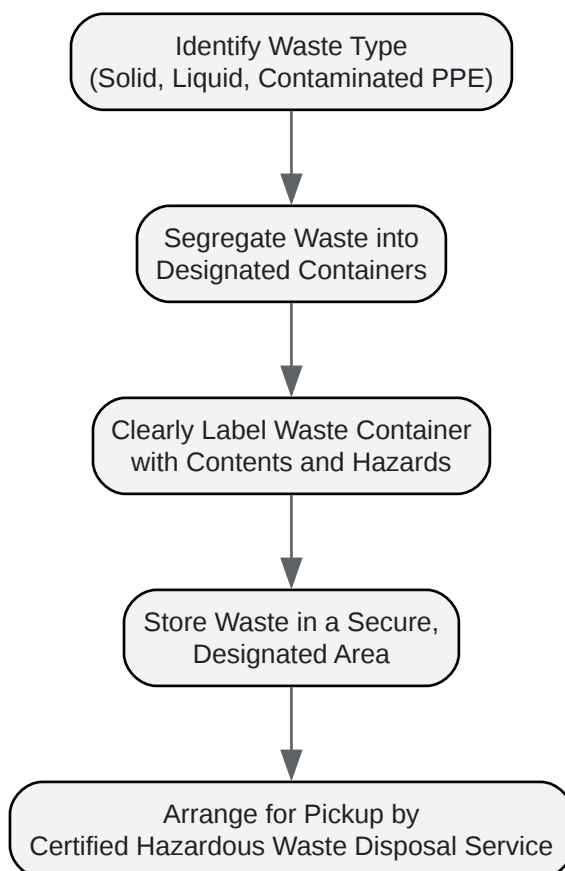 Identify Waste Type
(Solid, Liquid, Contaminated PPE)
Segregate Waste into
Designated Containers
Clearly Label Waste Container
with Contents and Hazards
Store Waste in a Secure,
Designated Area
Arrange for Pickup by
Certified Hazardous Waste Disposal Service